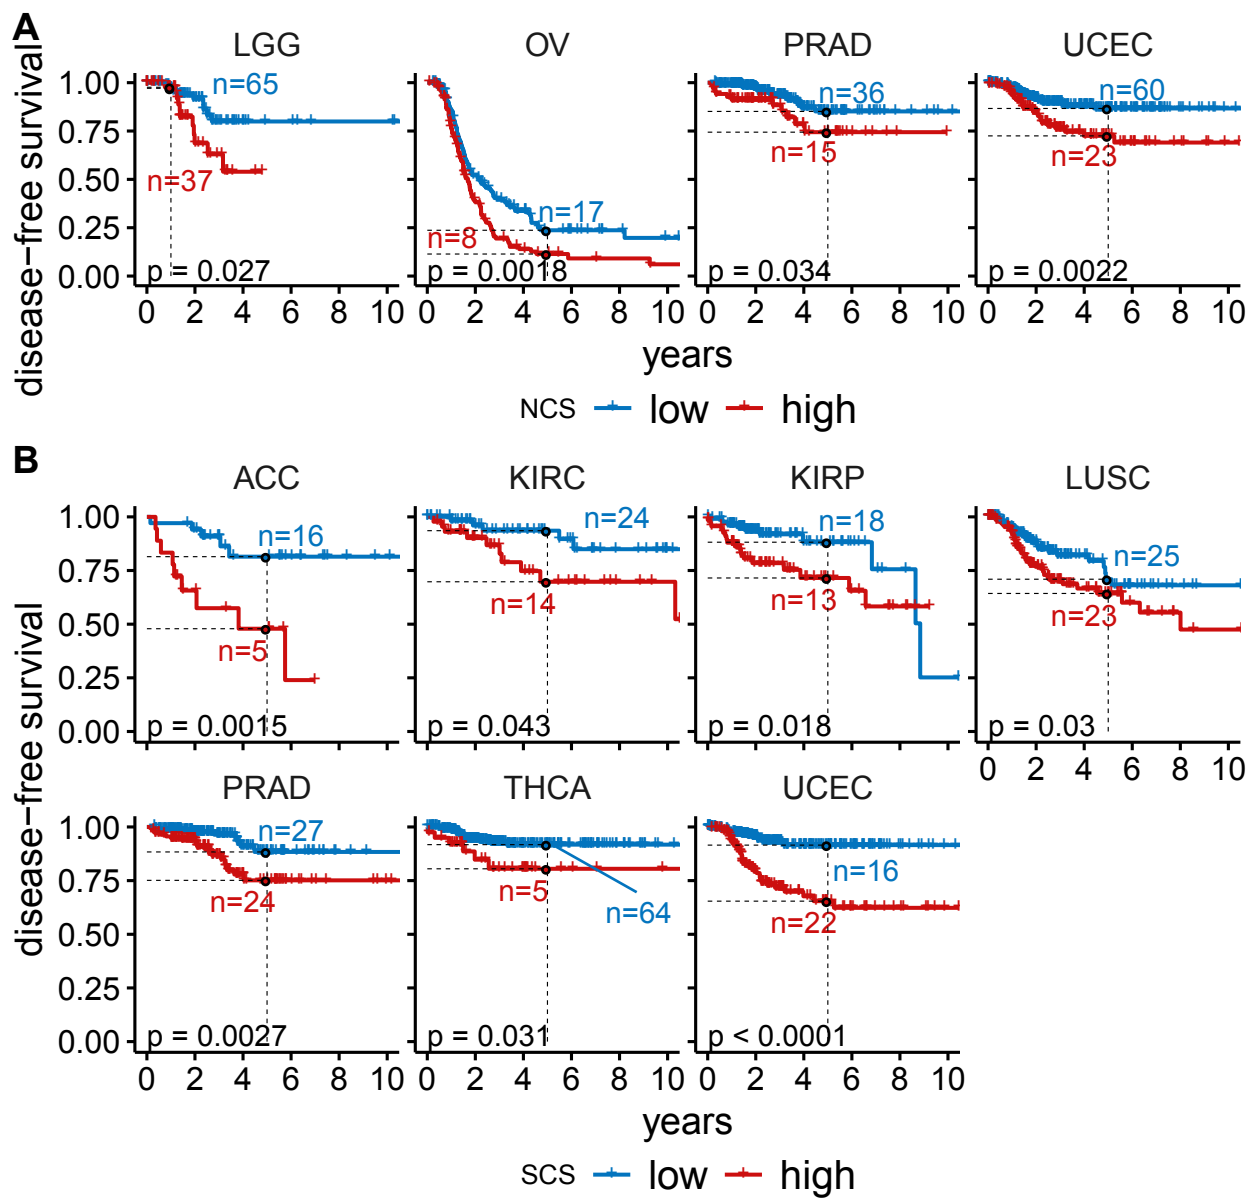 A
LGG OV PRAD UCEC
disease−free survival
1.00
0.75
0.50
0.25
0.00
n=65
n=37
p = 0.027
n=17
n=8
p = 0.0018
n=36
n=15
p = 0.034
n=60
n=23
p = 0.0022
0 2 4 6 8 10 0 2 4 6 8 10 0 2 4 6 8 10 0 2 4 6 8 10
years
NCS low high
B
ACC KIRC KIRP LUSC
disease−free survival
1.00
0.75
0.50
0.25
0.00
n=16
n=5
p = 0.0015
n=24
n=14
p = 0.043
n=18
n=13
p = 0.018
n=25
n=23
p = 0.03
0 2 4 6 8 10
PRAD THCA UCEC
1.00
0.75
0.50
0.25
0.00
n=27
n=24
p = 0.0027
n=5
n=64
p = 0.031
n=16
n=22
p < 0.0001
0 2 4 6 8 10 0 2 4 6 8 10 0 2 4 6 8 10
years
SCS low high